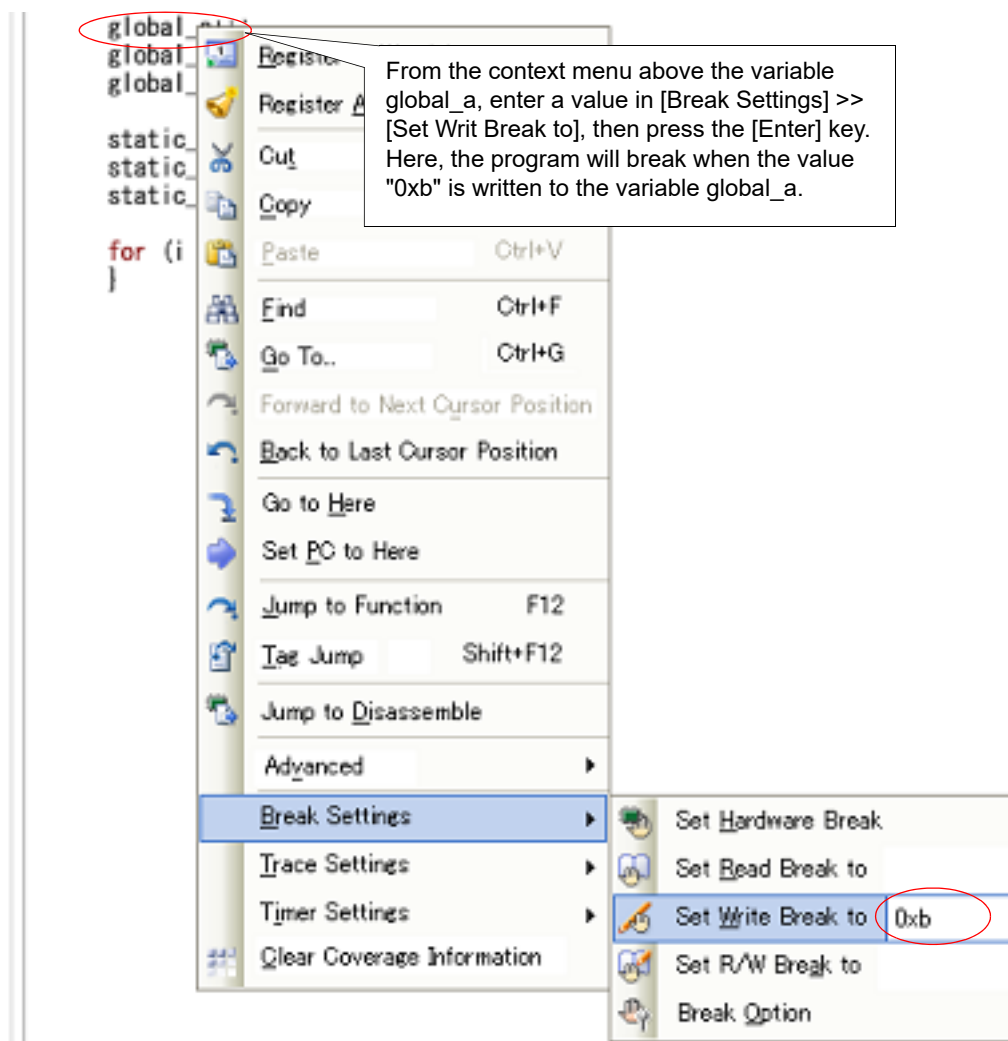 global_a++;
global_
global_
static_
static_
static_
for (i
}
Register
Register A
Cut
Copy
Paste Ctrl+V
Find Ctrl+F
Go To.. Ctrl+G
Forward to Next Cursor Position
Back to Last Cursor Position
Go to Here
Set PC to Here
Jump to Function F12
Tag Jump Shift+F12
Jump to Disassemble
Advanced
Break Settings
Trace Settings
Timer Settings
Clear Coverage Information
From the context menu above the variable
global_a, enter a value in [Break Settings] >>
[Set Writ Break to], then press the [Enter] key.
Here, the program will break when the value
"0xb" is written to the variable global_a.
Set Hardware Break
Set Read Break to
Set Write Break to 0xb
Set R/W Break to
Break Option